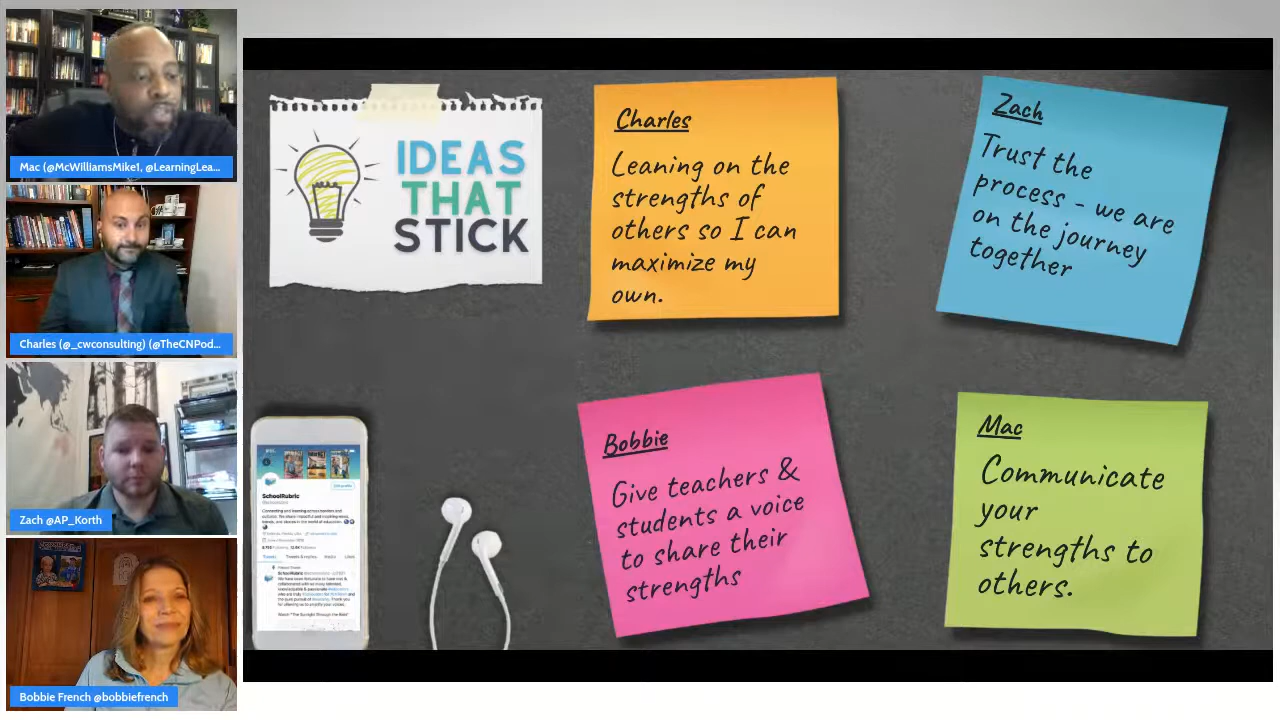 Mac (@McWilliamsMike1, @LearningLea...
Charles (@_cwconsulting) (@TheCNPod...
Zach @AP_Korth
Bobbie French @bobbiefrench
IDEAS
THAT
STICK
Charles
Leaning on the
strengths of
others so I can
maximize my
own.
Zach
Trust the
process - we are
on the journey
together
SchoolRubric
Bobbie
Give teachers &
students a voice
to share their
strengths
Mac
Communicate
your
strengths to
others.